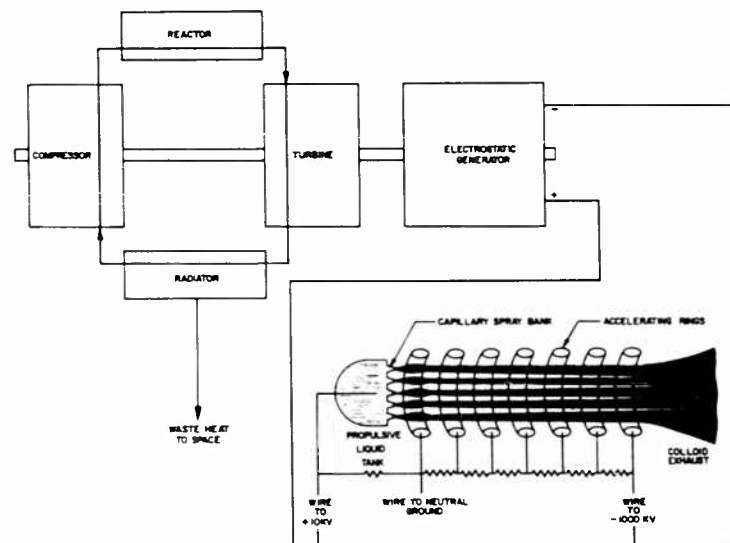 REACTOR
COMPRESSOR
TURBINE
ELECTROSTATIC
GENERATOR
-
+
RADIATOR
CAPILLARY SPRAY BANK
ACCELERATING RINGS
WASTE HEAT
TO SPACE
PROPULSIVE
LIQUID
TANK
COLLOID
EXHAUST
WIRE
TO
+10KV
WIRE TO NEUTRAL
GROUND
WIRE
TO
-1000 KV